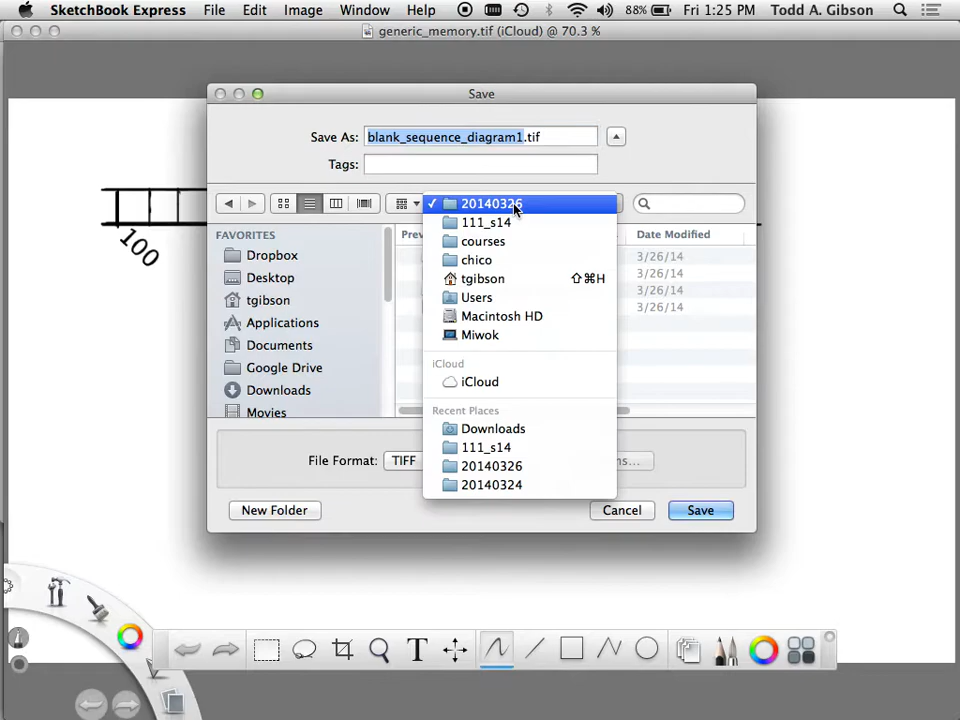 SketchBook Express File Edit Image Window Help 88% Fri 1:25 PM Todd A. Gibson
generic_memory.tif (iCloud) @ 70.3 %
Save
Save As: blank_sequence_diagram1.tif
Tags:
20140326
FAVORITES
Dropbox
Desktop
tgibson
Applications
Documents
Google Drive
Downloads
Movies
111_s14
courses
chico
tgibson ⇧⌘H
Users
Macintosh HD
Miwok
iCloud
iCloud
Recent Places
Downloads
111_s14
20140326
20140324
Date Modified
3/26/14
3/26/14
3/26/14
3/26/14
File Format: TIFF
New Folder Cancel Save
100
T